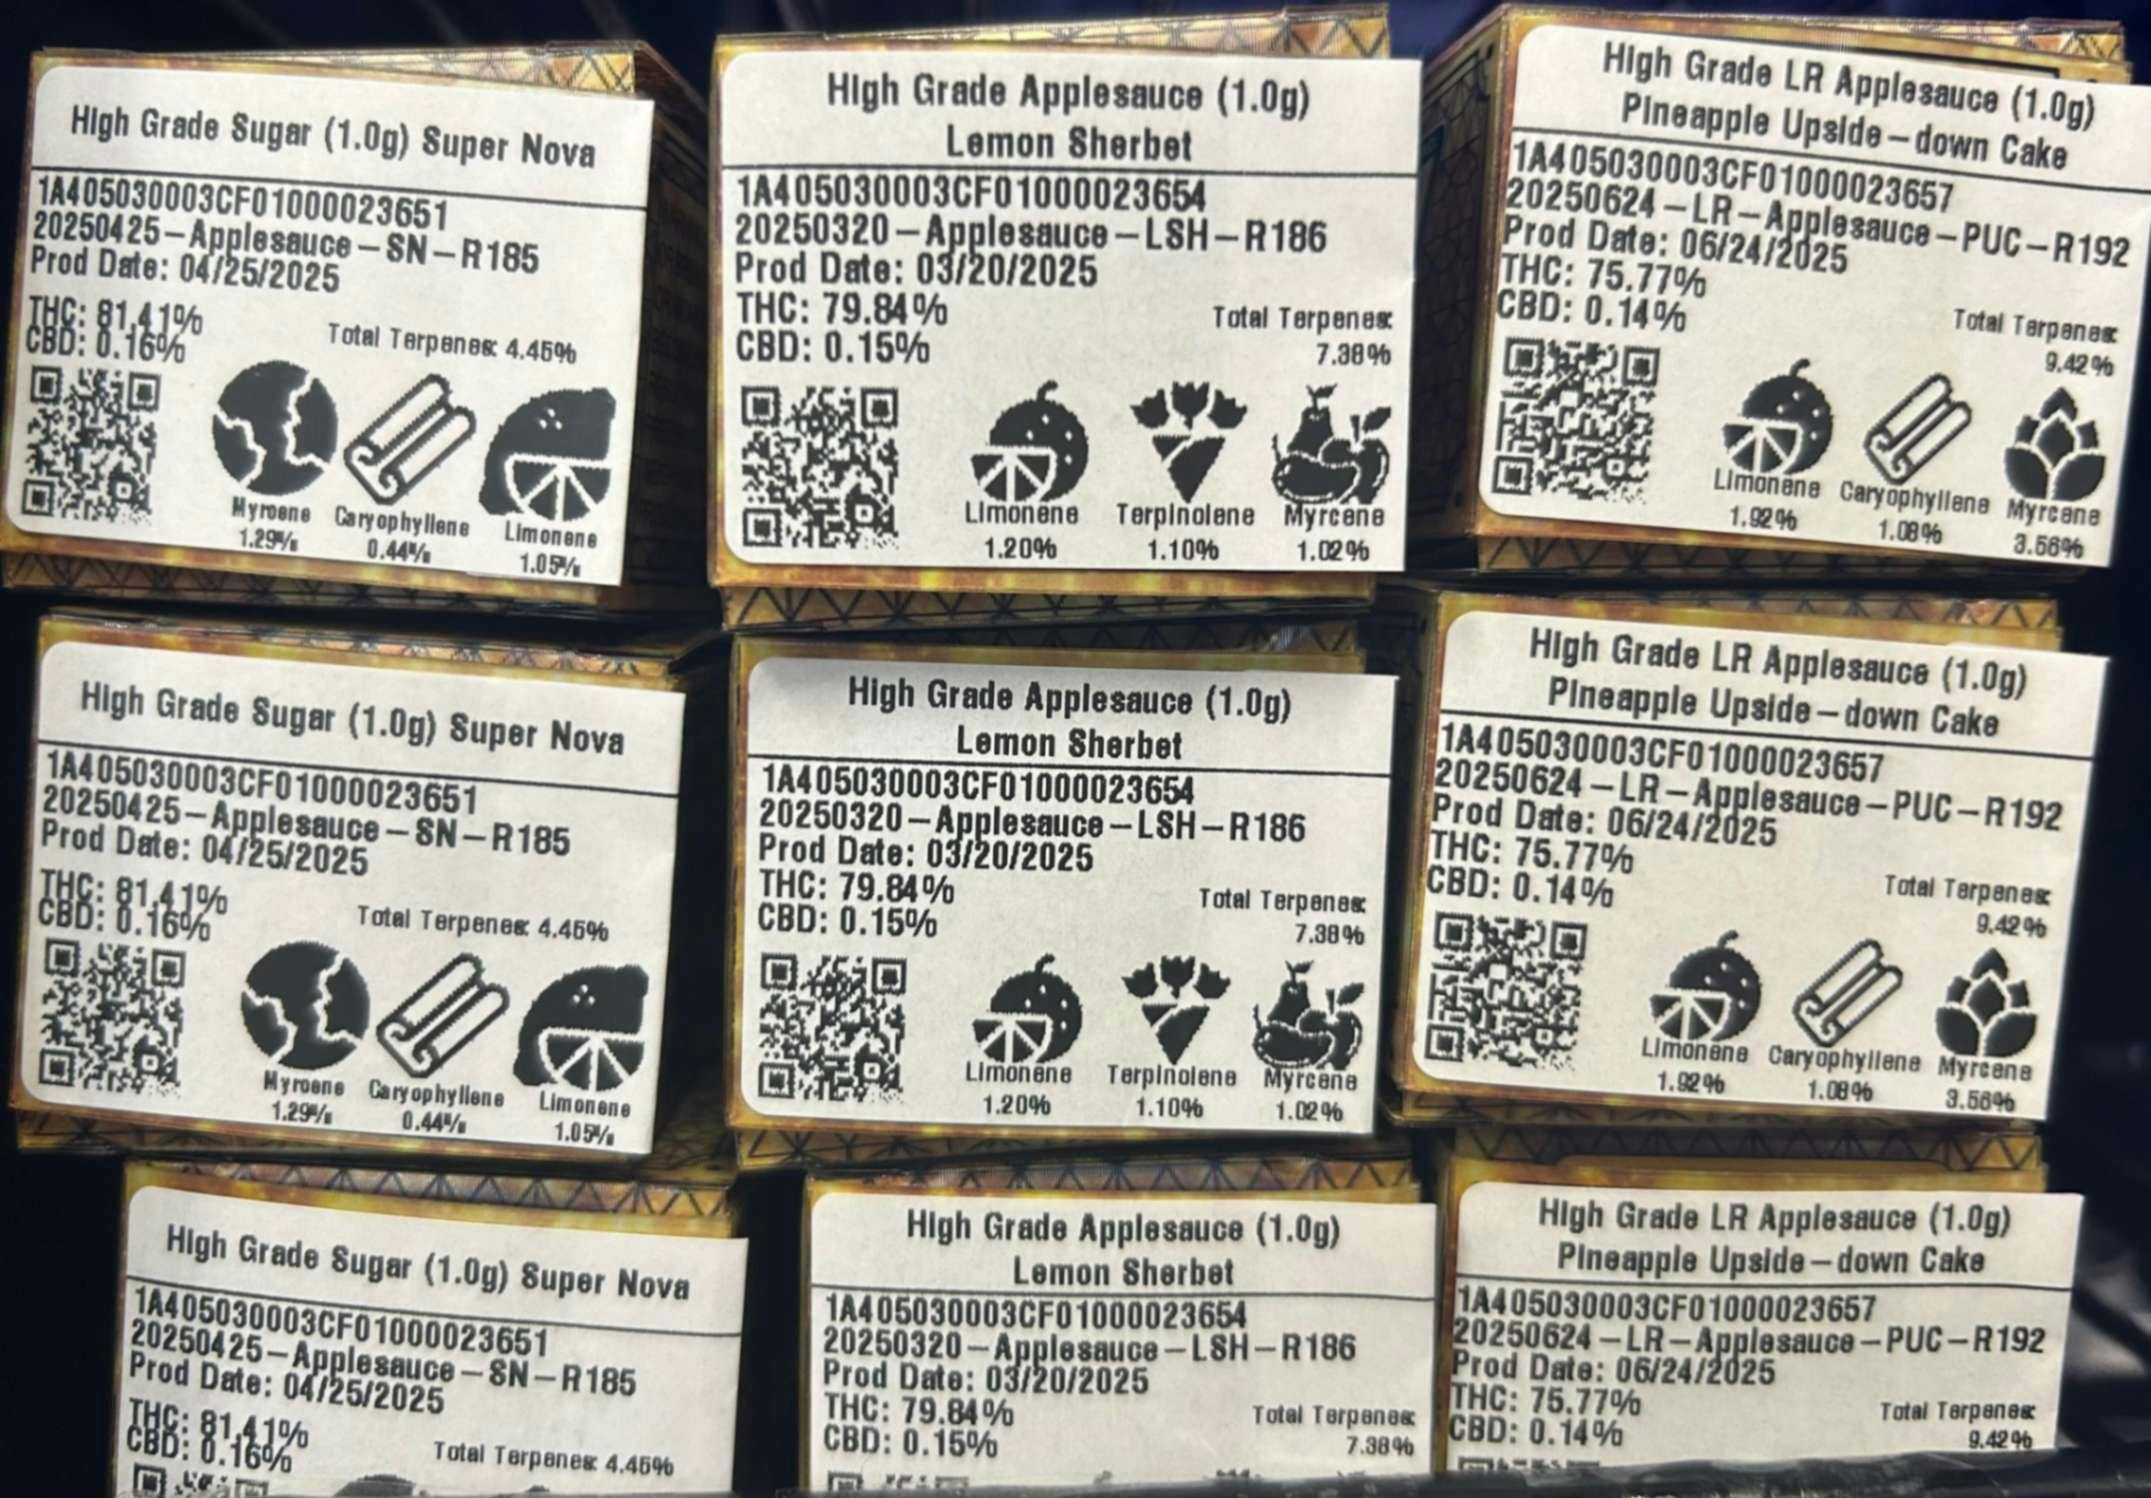 High Grade Sugar (1.0g) Super Nova
1A405030003CF01000023651
20250425-Applesauce-SN-R185
Prod Date: 04/25/2025
THC: 81.41%
CBD: 0.16%
Total Terpenes: 4.45%
Myrcene
1.29%
Caryophyllene
0.44%
Limonene
1.05%
High Grade Applesauce (1.0g)
Lemon Sherbet
1A405030003CF01000023654
20250320-Applesauce-LSH-R186
Prod Date: 03/20/2025
THC: 79.84%
CBD: 0.15%
Total Terpenes:
7.38%
Limonene
1.20%
Terpinolene
1.10%
Myrcene
1.02%
High Grade LR Applesauce (1.0g)
Pineapple Upside-down Cake
1A405030003CF01000023657
20250624-LR-Applesauce-PUC-R192
Prod Date: 06/24/2025
THC: 75.77%
CBD: 0.14%
Total Terpenes:
9.42%
Limonene
1.92%
Caryophyllene
1.08%
Myrcene
3.56%
High Grade Sugar (1.0g) Super Nova
1A405030003CF01000023651
20250425-Applesauce-SN-R185
Prod Date: 04/25/2025
THC: 81.41%
CBD: 0.16%
Total Terpenes: 4.45%
Myrcene
1.29%
Caryophyllene
0.44%
Limonene
1.05%
High Grade Applesauce (1.0g)
Lemon Sherbet
1A405030003CF01000023654
20250320-Applesauce-LSH-R186
Prod Date: 03/20/2025
THC: 79.84%
CBD: 0.15%
Total Terpenes:
7.38%
Limonene
1.20%
Terpinolene
1.10%
Myrcene
1.02%
High Grade LR Applesauce (1.0g)
Pineapple Upside-down Cake
1A405030003CF01000023657
20250624-LR-Applesauce-PUC-R192
Prod Date: 06/24/2025
THC: 75.77%
CBD: 0.14%
Total Terpenes:
9.42%
Limonene
1.92%
Caryophyllene
1.08%
Myrcene
3.56%
High Grade Sugar (1.0g) Super Nova
1A405030003CF01000023651
20250425-Applesauce-SN-R185
Prod Date: 04/25/2025
THC: 81.41%
CBD: 0.16%
Total Terpenes: 4.45%
High Grade Applesauce (1.0g)
Lemon Sherbet
1A405030003CF01000023654
20250320-Applesauce-LSH-R186
Prod Date: 03/20/2025
THC: 79.84%
CBD: 0.15%
Total Terpenes:
7.38%
High Grade LR Applesauce (1.0g)
Pineapple Upside-down Cake
1A405030003CF01000023657
20250624-LR-Applesauce-PUC-R192
Prod Date: 06/24/2025
THC: 75.77%
CBD: 0.14%
Total Terpenes:
9.42%